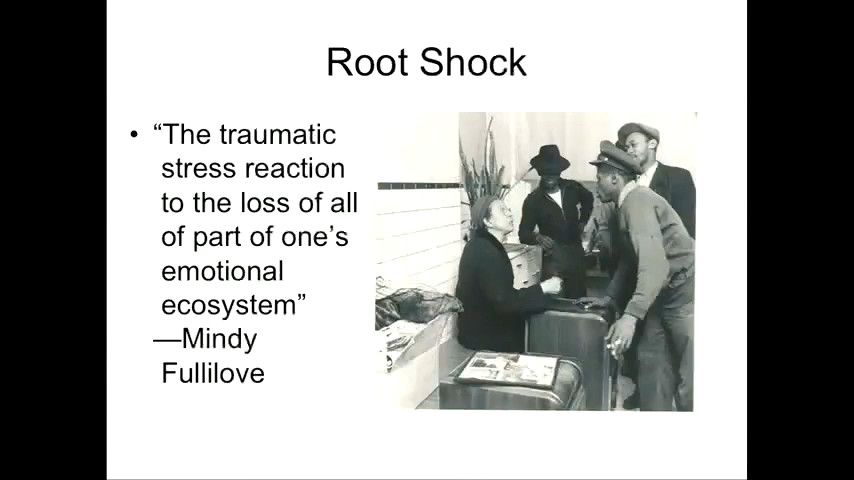 Root Shock
• “The traumatic
stress reaction
to the loss of all
of part of one’s
emotional
ecosystem”
—Mindy
Fullilove